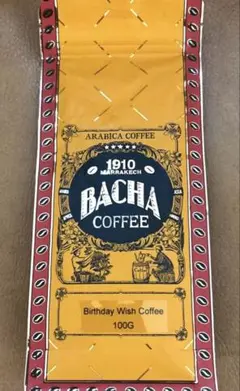 ARABICA COFFEE
1910
MARRAKECH
BACHA
COFFEE
Birthday Wish Coffee
100G